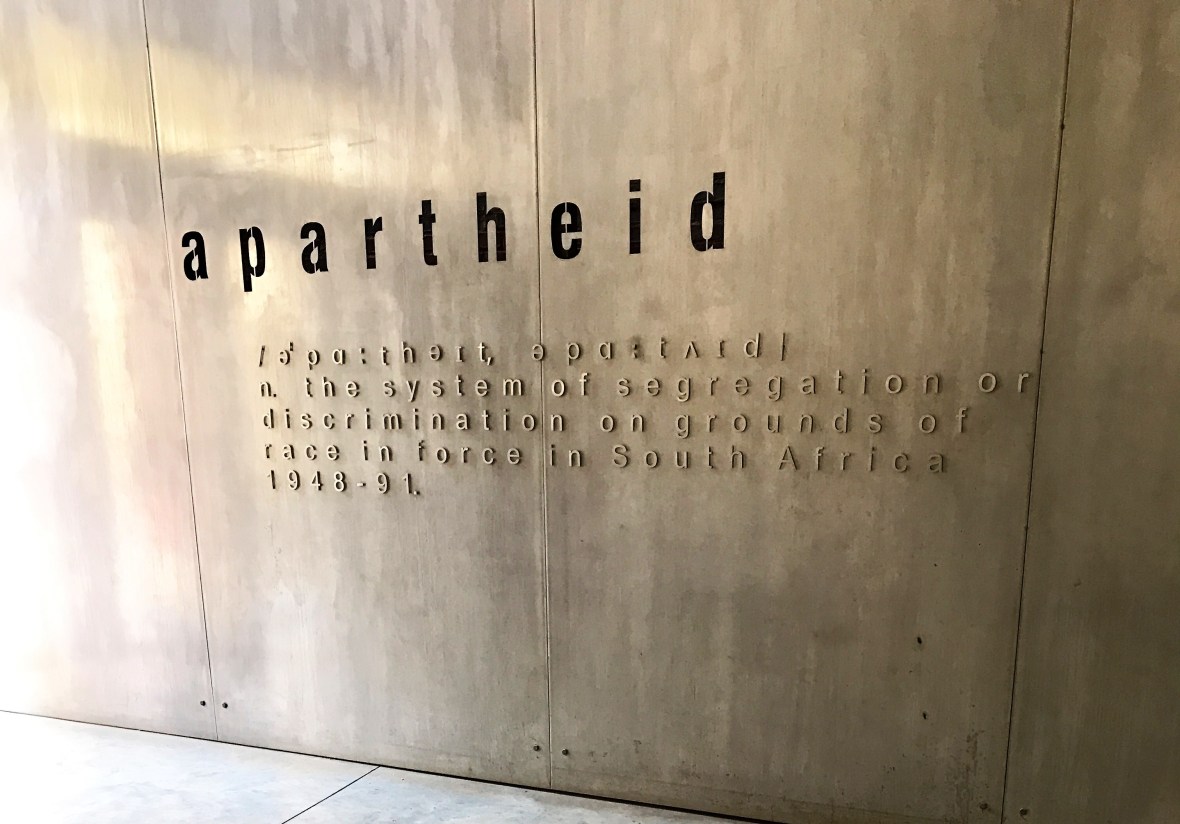 apartheid
/ə'pɑːthəɪt, əpɑːtʌɪd|
n. the system of segregation or
discrimination on grounds of
race in force in South Africa
1948-91.